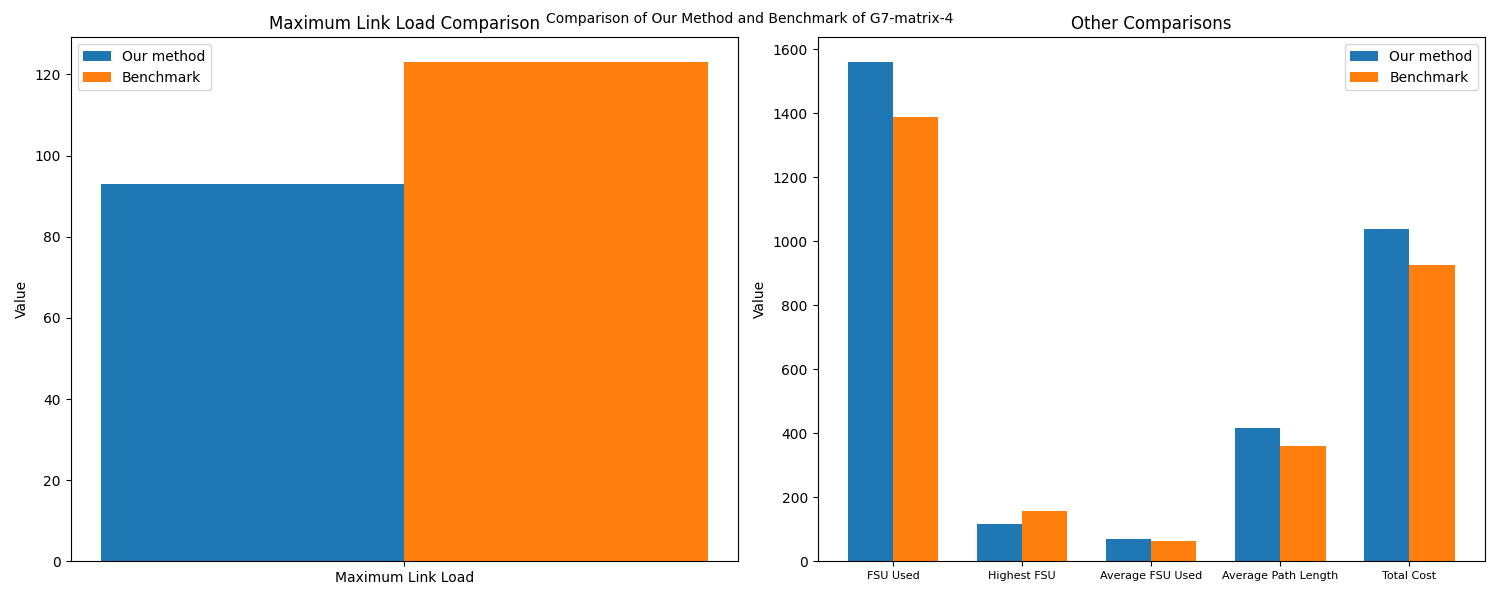 Comparison of Our Method and Benchmark of G7-matrix-4
Maximum Link Load Comparison
Our method
Benchmark
Value
120
100
80
60
40
20
0
Maximum Link Load
Other Comparisons
Our method
Benchmark
Value
1600
1400
1200
1000
800
600
400
200
0
FSU Used
Highest FSU
Average FSU Used
Average Path Length
Total Cost